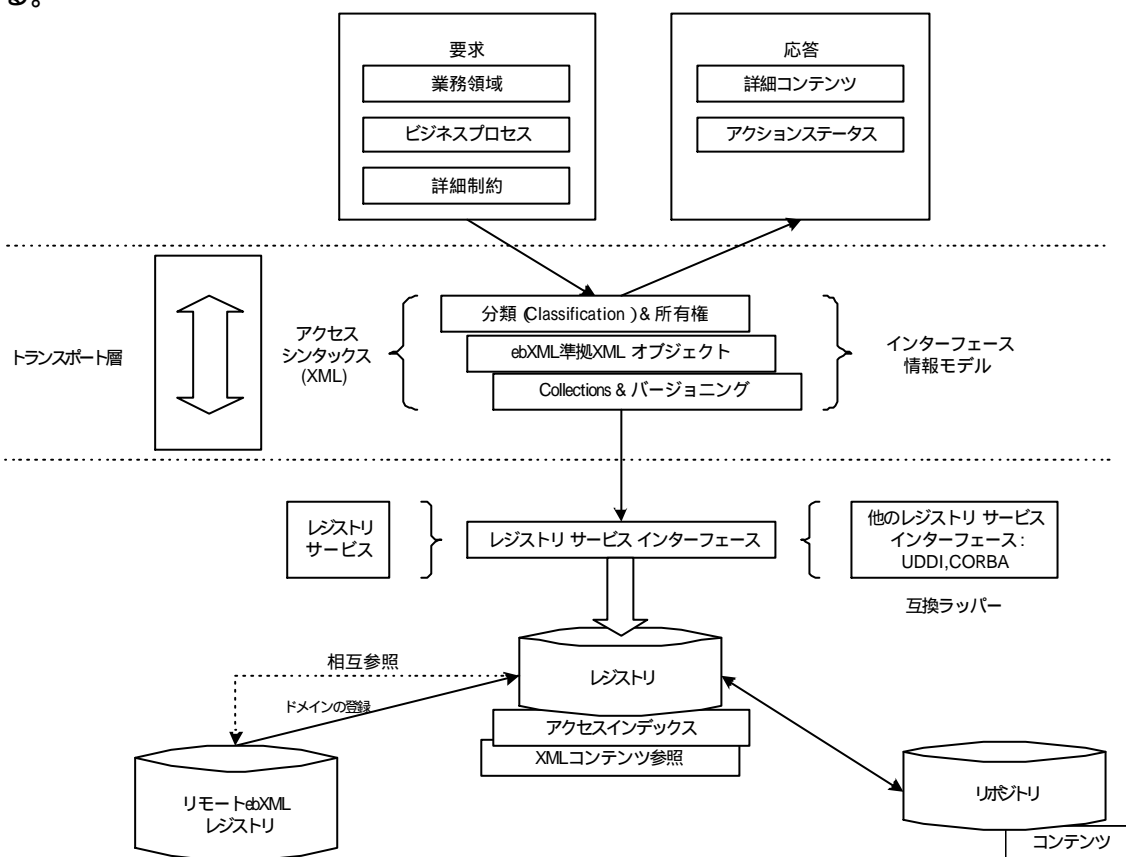 る。
要求
業務領域
ビジネスプロセス
詳細制約
応答
詳細コンテンツ
アクションステータス
トランスポート層
アクセス
シンタックス
(XML)
分類 (Classification ) & 所有権
ebXML準拠XML オブジェクト
Collections & バージョニング
インターフェース
情報モデル
レジストリ
サービス
レジストリ サービス インターフェース
他のレジストリ サービス
インターフェース:
UDDI,CORBA
互換ラッパー
相互参照
ドメインの登録
レジストリ
アクセスインデックス
XMLコンテンツ参照
リモートebXML
レジストリ
リポジトリ
コンテンツ